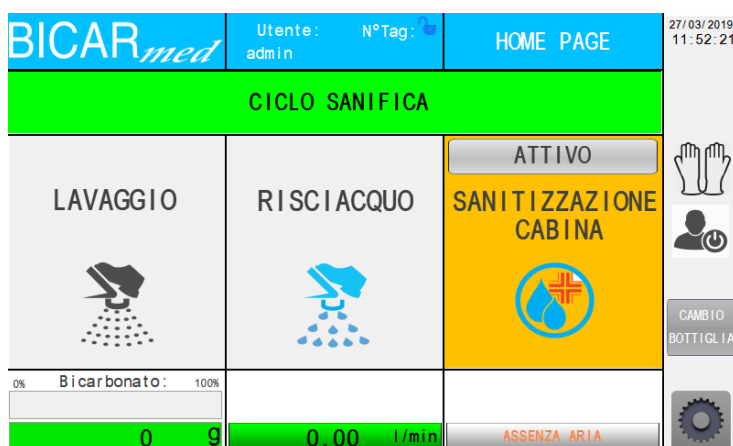 BICARmed
Utente: N°Tag:
admin
HOME PAGE
27/03/2019
11:52:21
CICLO SANIFICA
LAVAGGIO
RISCIACQUO
ATTIVO
SANITIZZAZIONE
CABINA
CAMBIO
BOTTIGLIA
0% Bicarbonato: 100%
0 g
0.00 l/min
ASSENZA ARIA